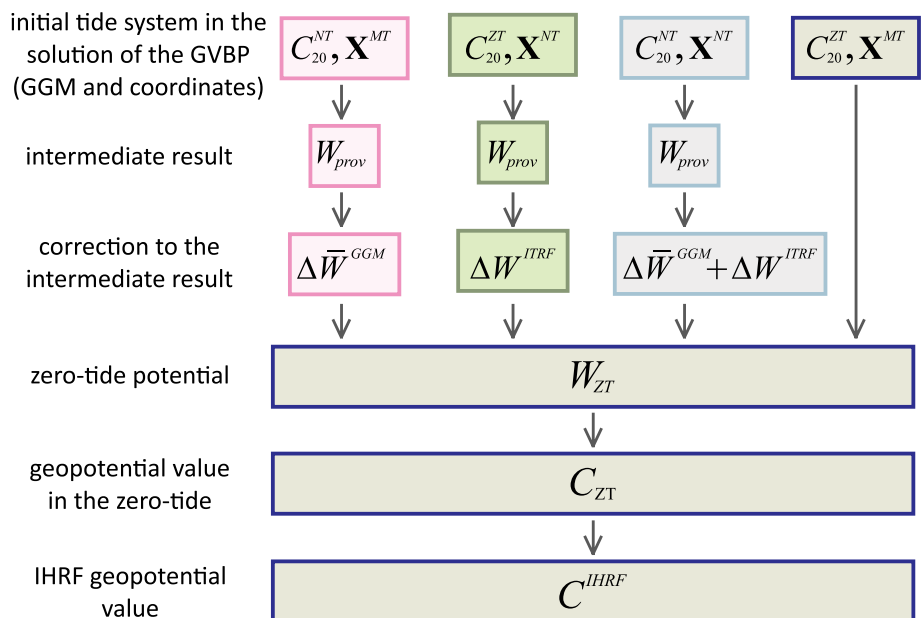 initial tide system in the
solution of the GVBP
(GGM and coordinates)
C₂₀^NT, X^MT
C₂₀^ZT, X^NT
C₂₀^NT, X^NT
C₂₀^ZT, X^MT
intermediate result
W_prov
W_prov
W_prov
correction to the
intermediate result
ΔW̅^GGM
ΔW^ITRF
ΔW̅^GGM + ΔW^ITRF
zero-tide potential
W_ZT
geopotential value
in the zero-tide
C_ZT
IHRF geopotential
value
C^IHRF